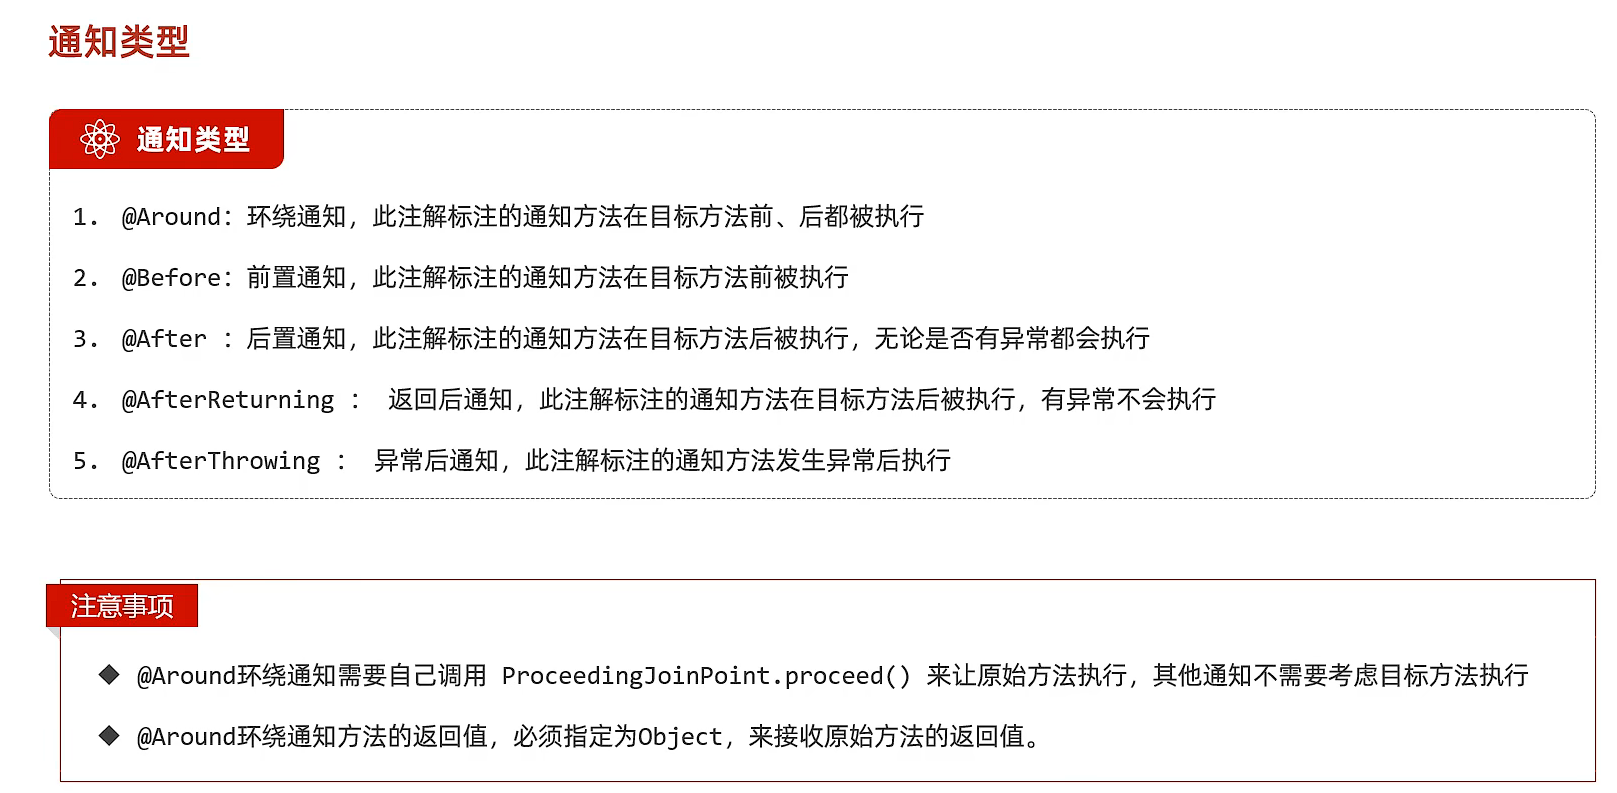 通知类型
通知类型
1. @Around：环绕通知，此注解标注的通知方法在目标方法前、后都被执行
2. @Before：前置通知，此注解标注的通知方法在目标方法前被执行
3. @After ：后置通知，此注解标注的通知方法在目标方法后被执行，无论是否有异常都会执行
4. @AfterReturning ： 返回后通知，此注解标注的通知方法在目标方法后被执行，有异常不会执行
5. @AfterThrowing ： 异常后通知，此注解标注的通知方法发生异常后执行
注意事项
◆ @Around环绕通知需要自己调用 ProceedingJoinPoint.proceed() 来让原始方法执行，其他通知不需要考虑目标方法执行
◆ @Around环绕通知方法的返回值，必须指定为Object，来接收原始方法的返回值。